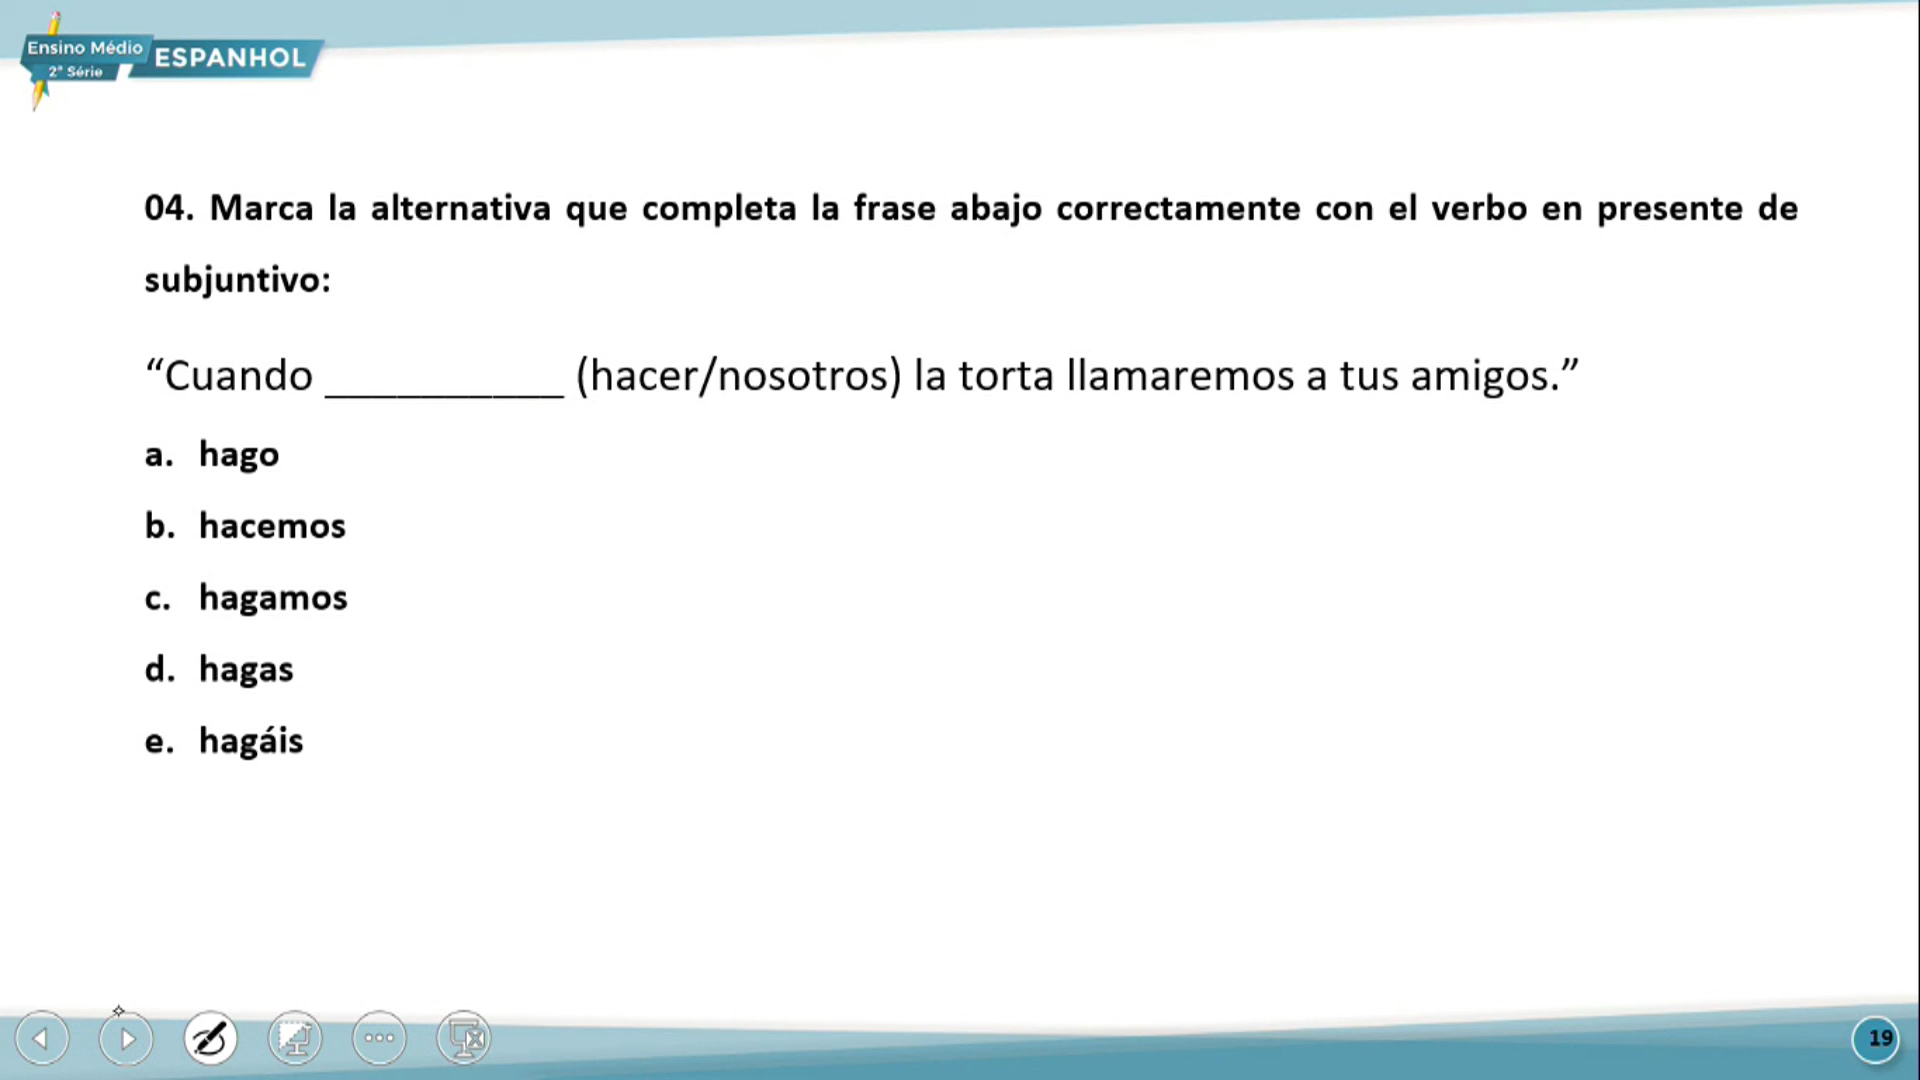 Ensino Médio
2ª Série
ESPANHOL
04. Marca la alternativa que completa la frase abajo correctamente con el verbo en presente de
subjuntivo:
“Cuando __________ (hacer/nosotros) la torta llamaremos a tus amigos.”
a. hago
b. hacemos
c. hagamos
d. hagas
e. hagáis
19